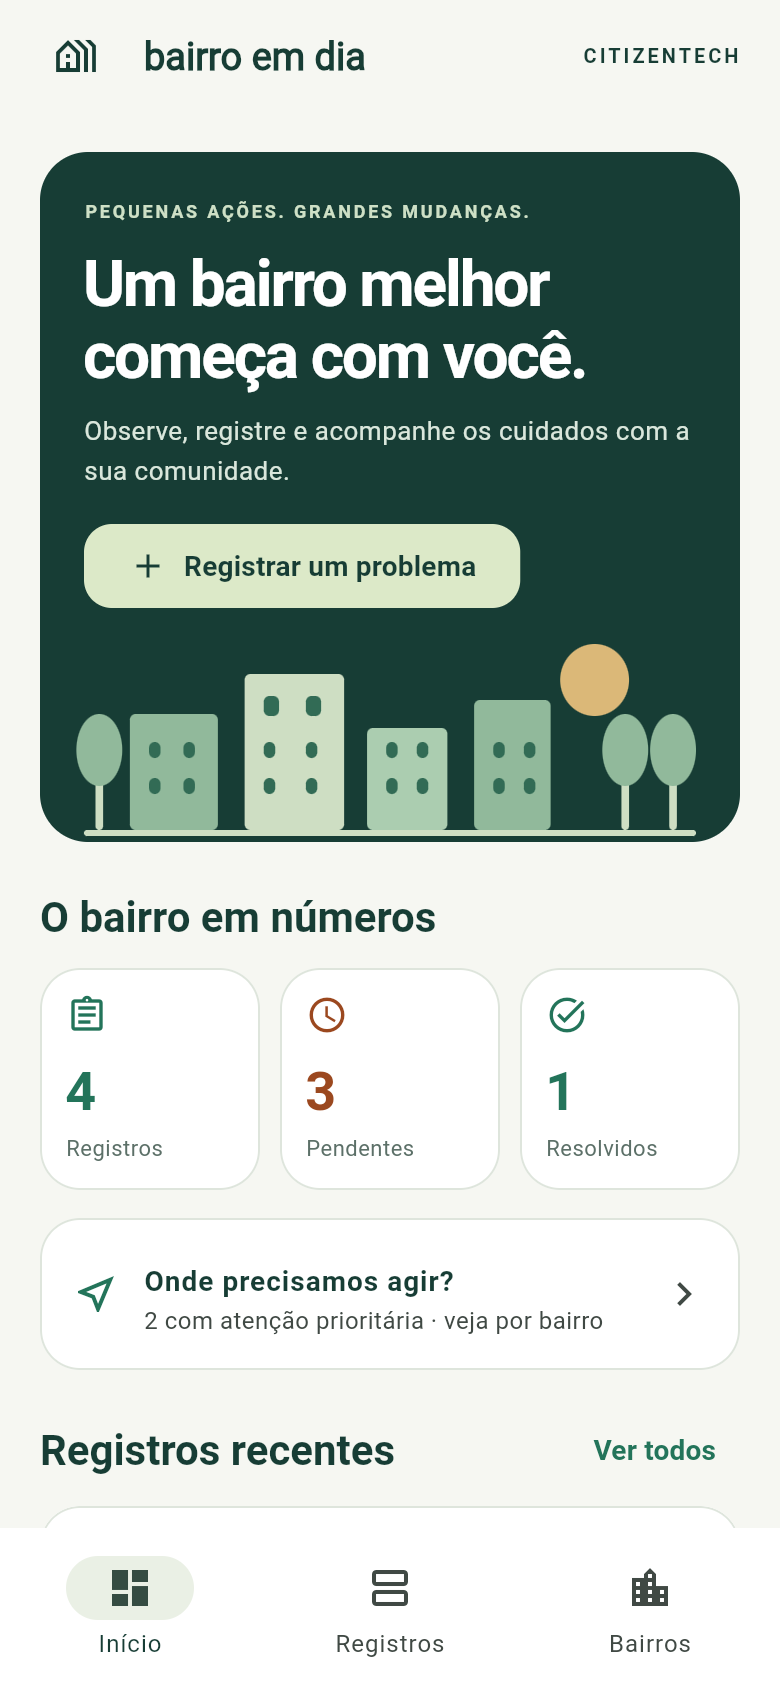 bairro em dia
CITIZENTECH
PEQUENAS AÇÕES. GRANDES MUDANÇAS.
Um bairro melhor
começa com você.
Observe, registre e acompanhe os cuidados com a
sua comunidade.
Registrar um problema
O bairro em números
4
Registros
3
Pendentes
1
Resolvidos
Onde precisamos agir?
2 com atenção prioritária · veja por bairro
Registros recentes
Ver todos
Início
Registros
Bairros